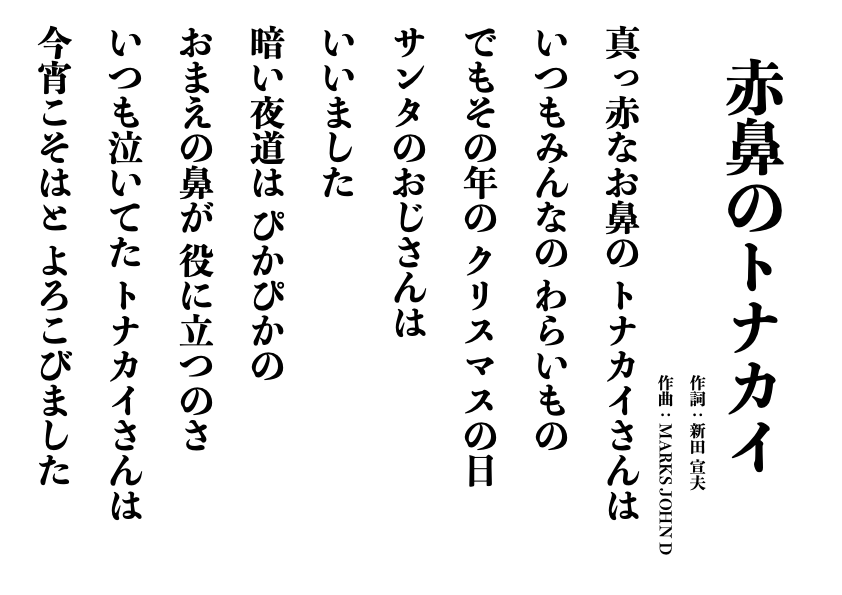 赤鼻のトナカイ
作詞：新田 宣夫
作曲：MARKS JOHN D
真っ赤なお鼻の トナカイさんは
いつもみんなの わらいもの
でもその年の クリスマスの日
サンタのおじさんは
いいました
暗い夜道は ぴかぴかの
おまえの鼻が 役に立つのさ
いつも泣いてた トナカイさんは
今宵こそはと よろこびました